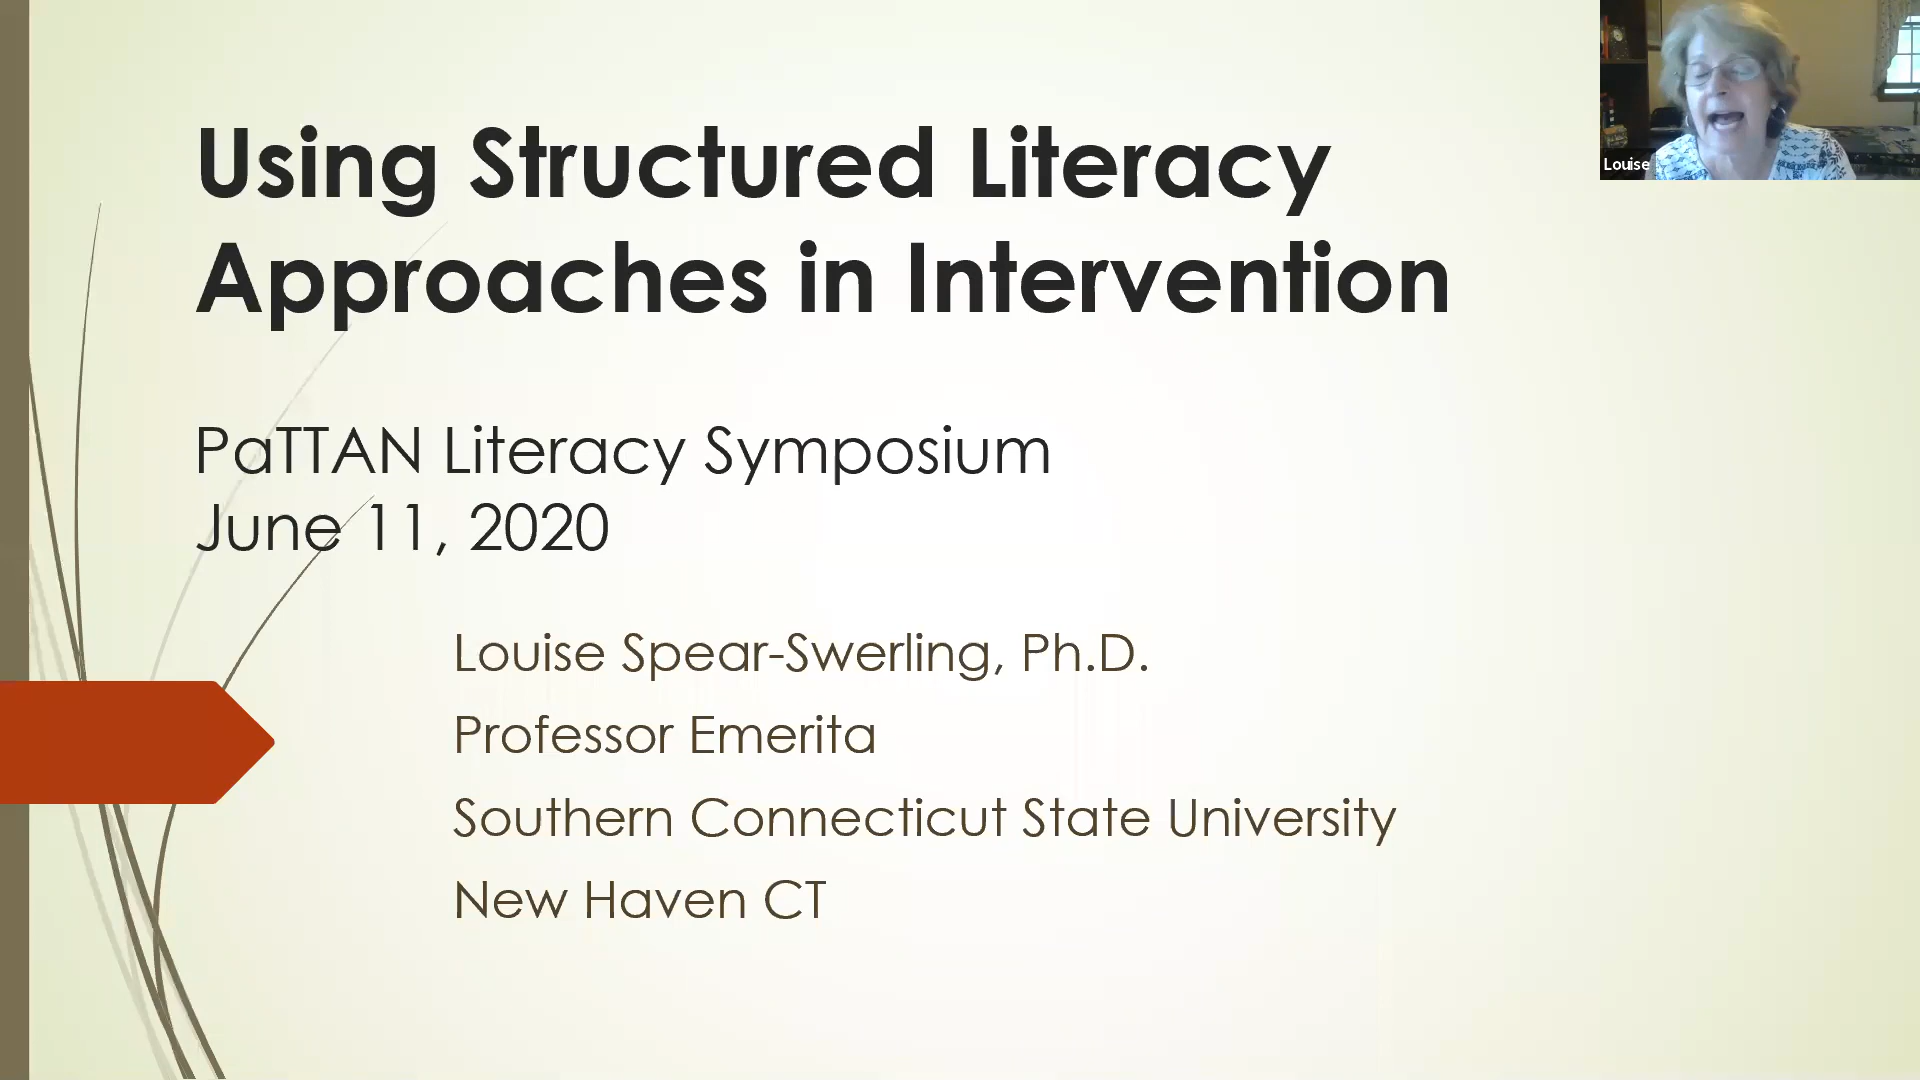 Using Structured Literacy
Approaches in Intervention
PaTTAN Literacy Symposium
June 11, 2020
Louise Spear-Swerling, Ph.D.
Professor Emerita
Southern Connecticut State University
New Haven CT
Louise